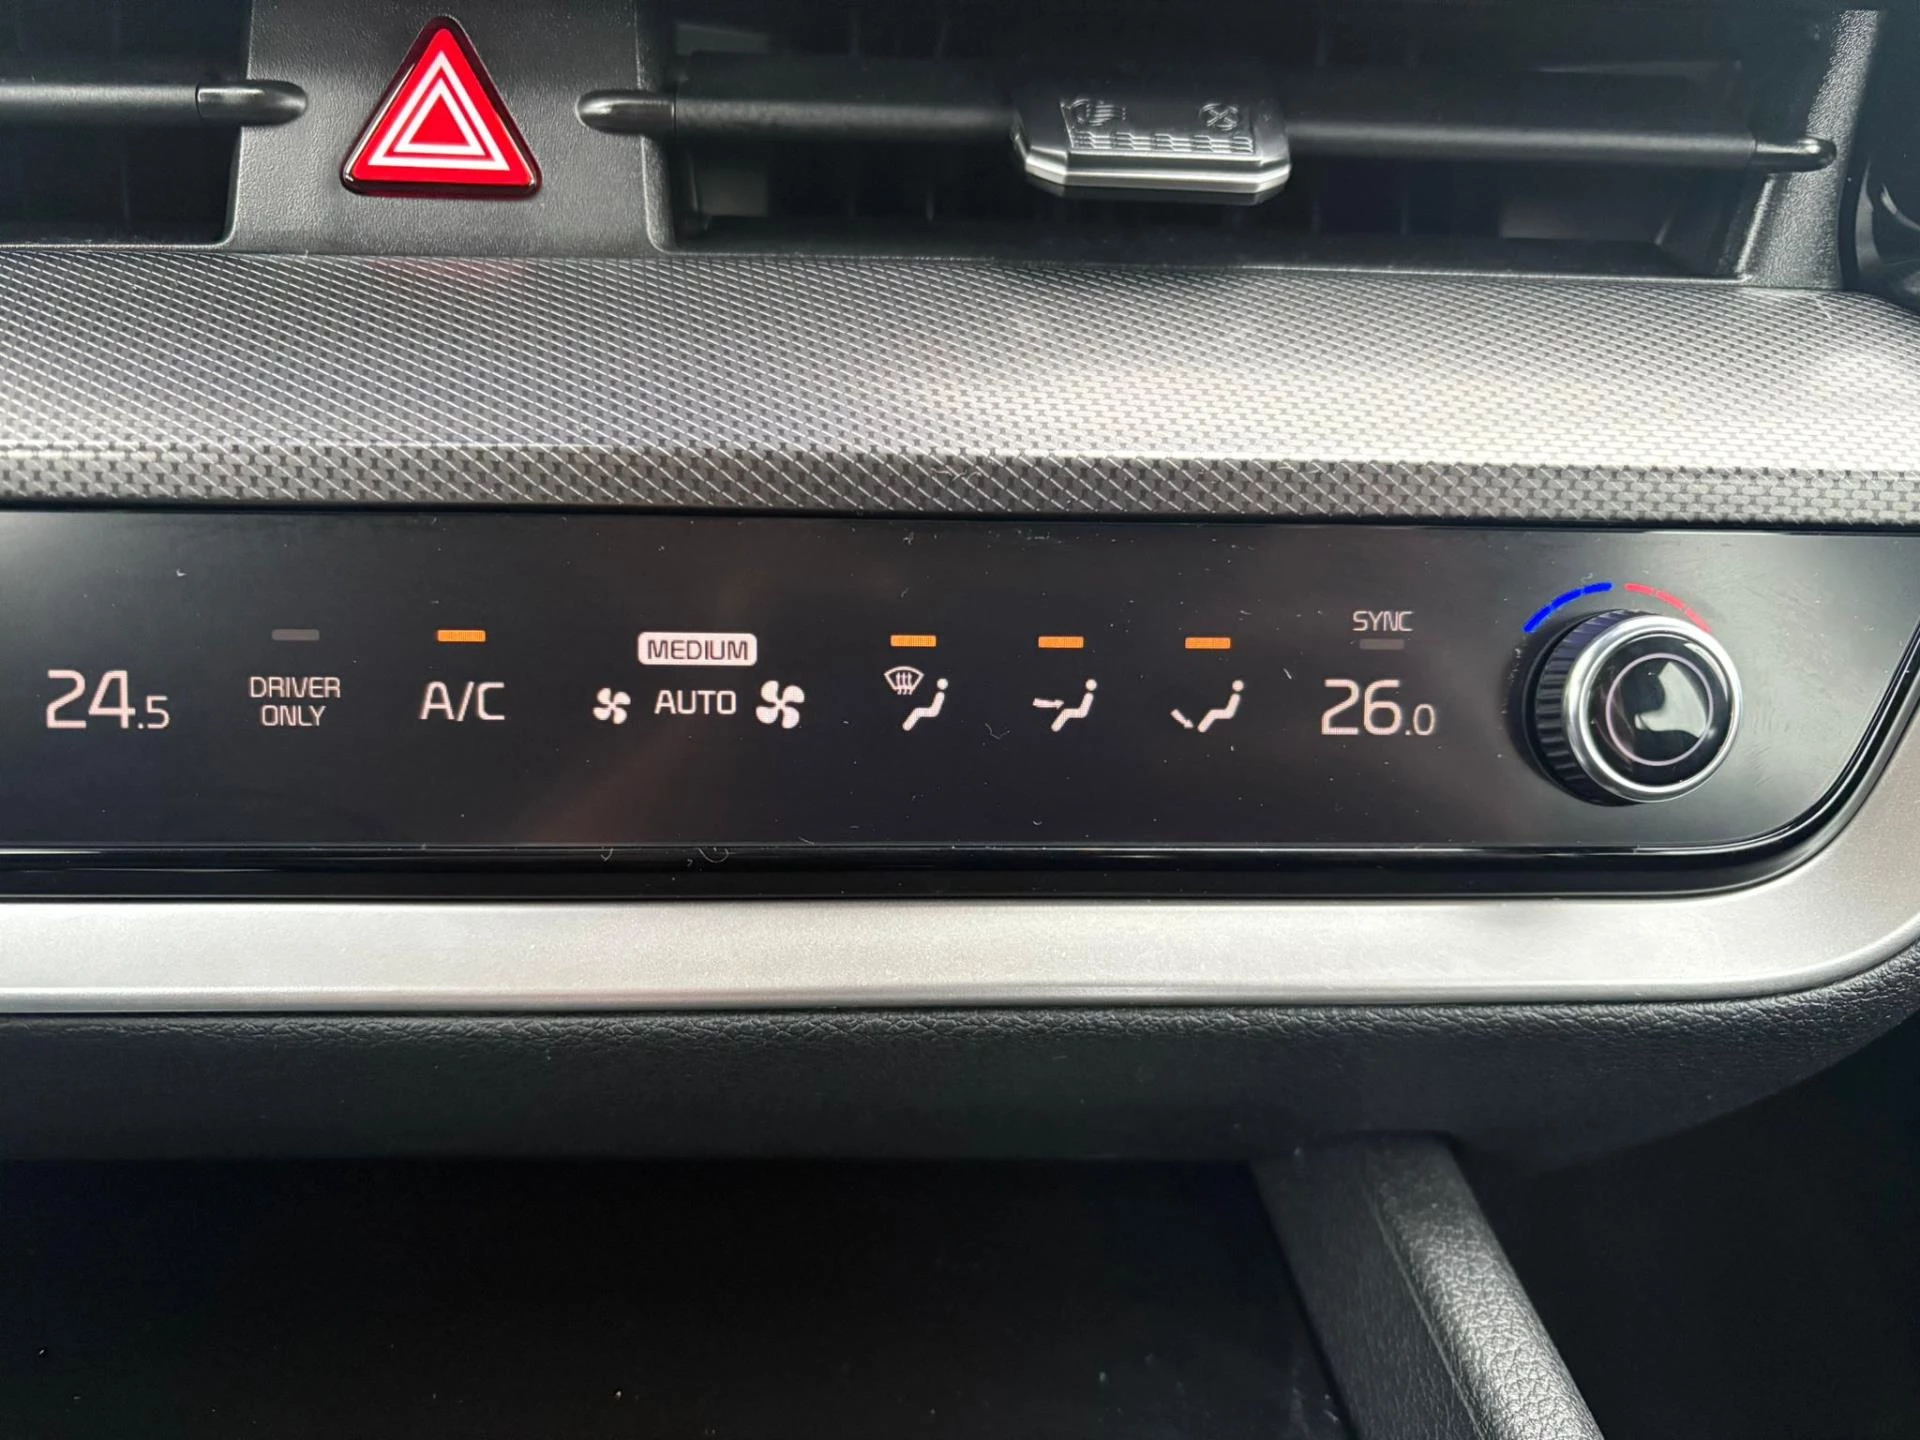 24.5
DRIVER
ONLY
A/C
MEDIUM
AUTO
SYNC
26.0